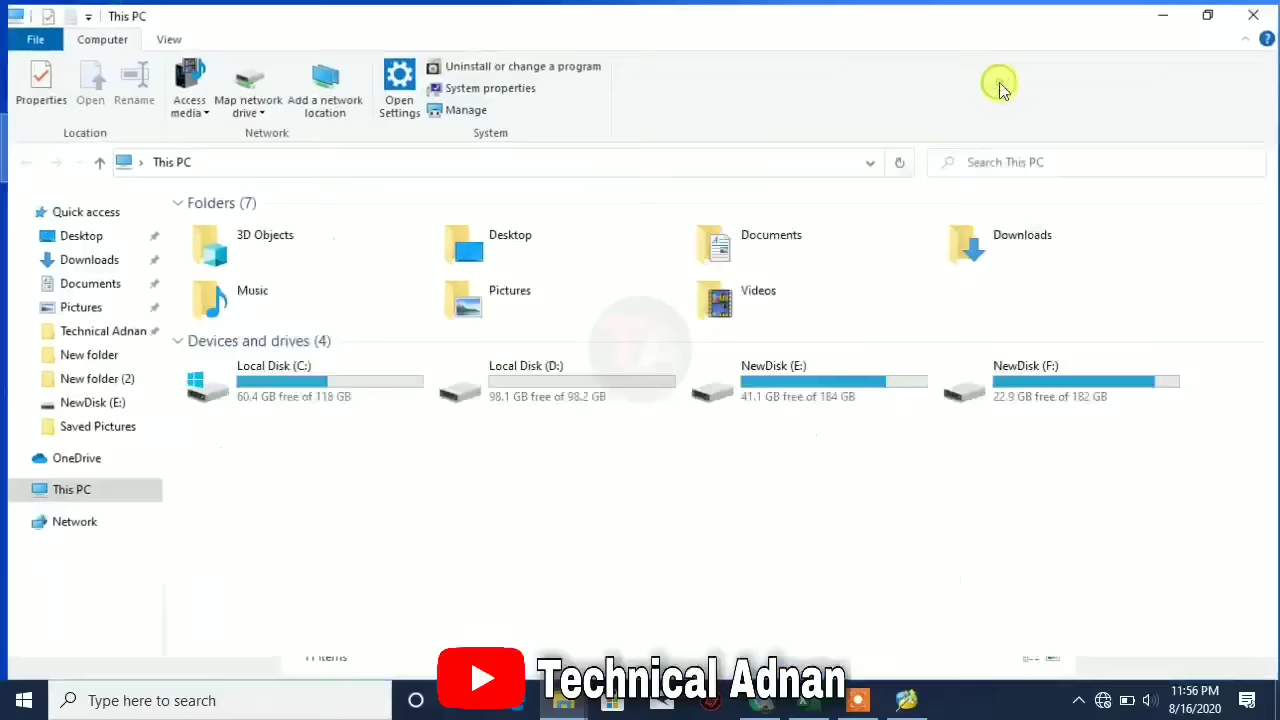 This PC
File Computer View
Properties Open Rename Access media Map network drive Add a network location Open Settings Uninstall or change a program
System properties
Manage
Location Network System
This PC
Search This PC
Quick access
Desktop
Downloads
Documents
Pictures
Technical Adnan
New folder
New folder (2)
NewDisk (E:)
Saved Pictures
OneDrive
This PC
Network
Folders (7)
3D Objects Desktop Documents Downloads
Music Pictures Videos
Devices and drives (4)
Local Disk (C:) Local Disk (D:) NewDisk (E:) NewDisk (F:)
60.4 GB free of 118 GB 98.1 GB free of 98.2 GB 41.1 GB free of 184 GB 22.9 GB free of 182 GB
items
Technical Adnan
Type here to search
11:56 PM
8/16/2020